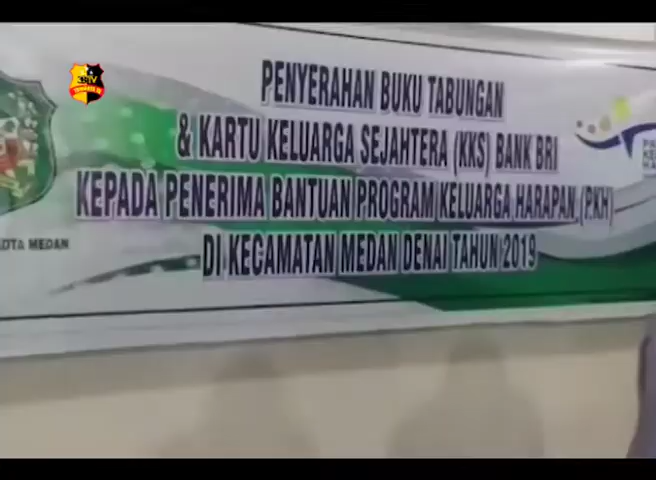 PENYERAHAN BUKU TABUNGAN
& KARTU KELUARGA SEJAHTERA (KKS) BANK BRI
KEPADA PENERIMA BANTUAN PROGRAM KELUARGA HARAPAN (PKH)
DI KECAMATAN MEDAN DENAI TAHUN 2019
KOTA MEDAN